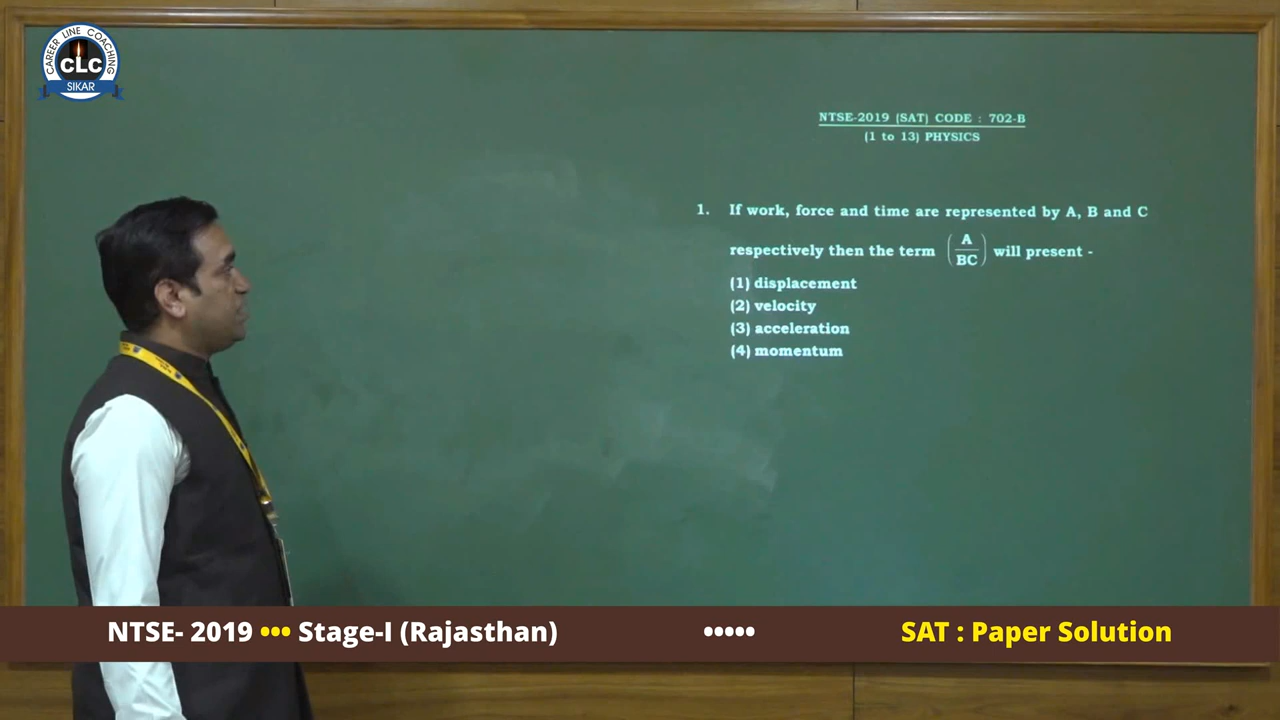 CAREER LINE COACHING
CLC
SIKAR
NTSE-2019 (SAT) CODE : 702-B
(1 to 13) PHYSICS
1. If work, force and time are represented by A, B and C
respectively then the term (A/BC) will present -
(1) displacement
(2) velocity
(3) acceleration
(4) momentum
NTSE- 2019 ••• Stage-I (Rajasthan) ••••• SAT : Paper Solution